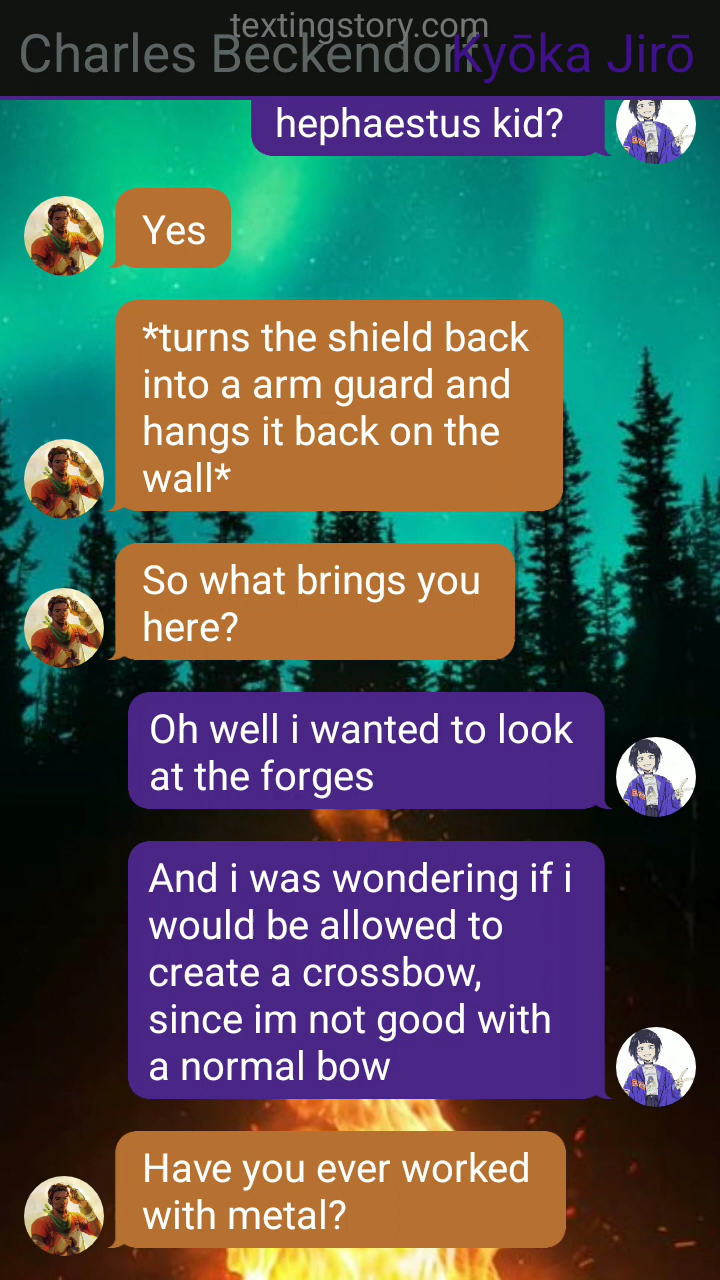 textingstory.com
Charles Beckendorf Kyōka Jirō
hephaestus kid?
Yes
*turns the shield back
into a arm guard and
hangs it back on the
wall*
So what brings you
here?
Oh well i wanted to look
at the forges
And i was wondering if i
would be allowed to
create a crossbow,
since im not good with
a normal bow
Have you ever worked
with metal?